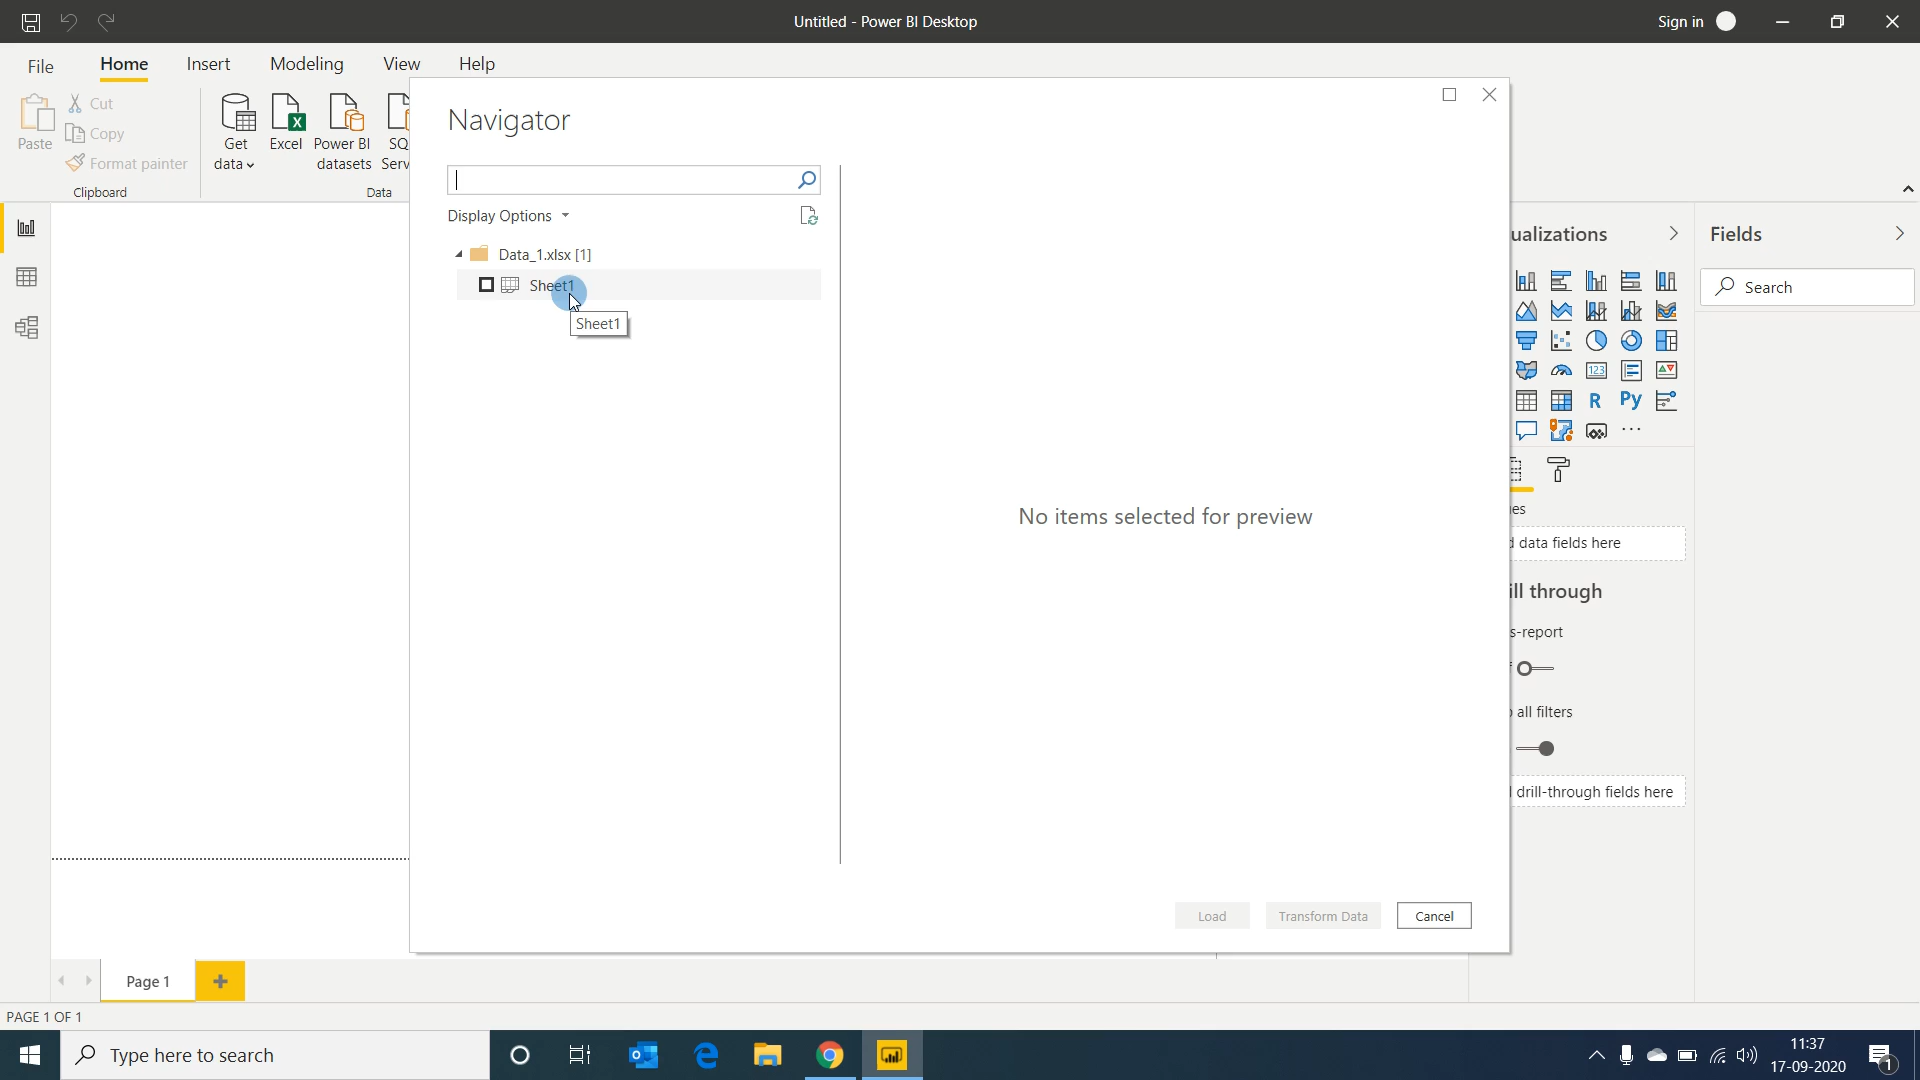 Untitled - Power BI Desktop
Sign in
File Home Insert Modeling View Help
Paste
Cut
Copy
Format painter
Clipboard
Get data
Excel
Power BI datasets
SQ
Serv
Data
Navigator
Display Options
Data_1.xlsx [1]
Sheet1
Sheet1
No items selected for preview
Load Transform Data Cancel
ualizations
123
R Py
es
d data fields here
ill through
s-report
all filters
drill-through fields here
Fields
Search
Page 1
PAGE 1 OF 1
Type here to search
11:37
17-09-2020
1